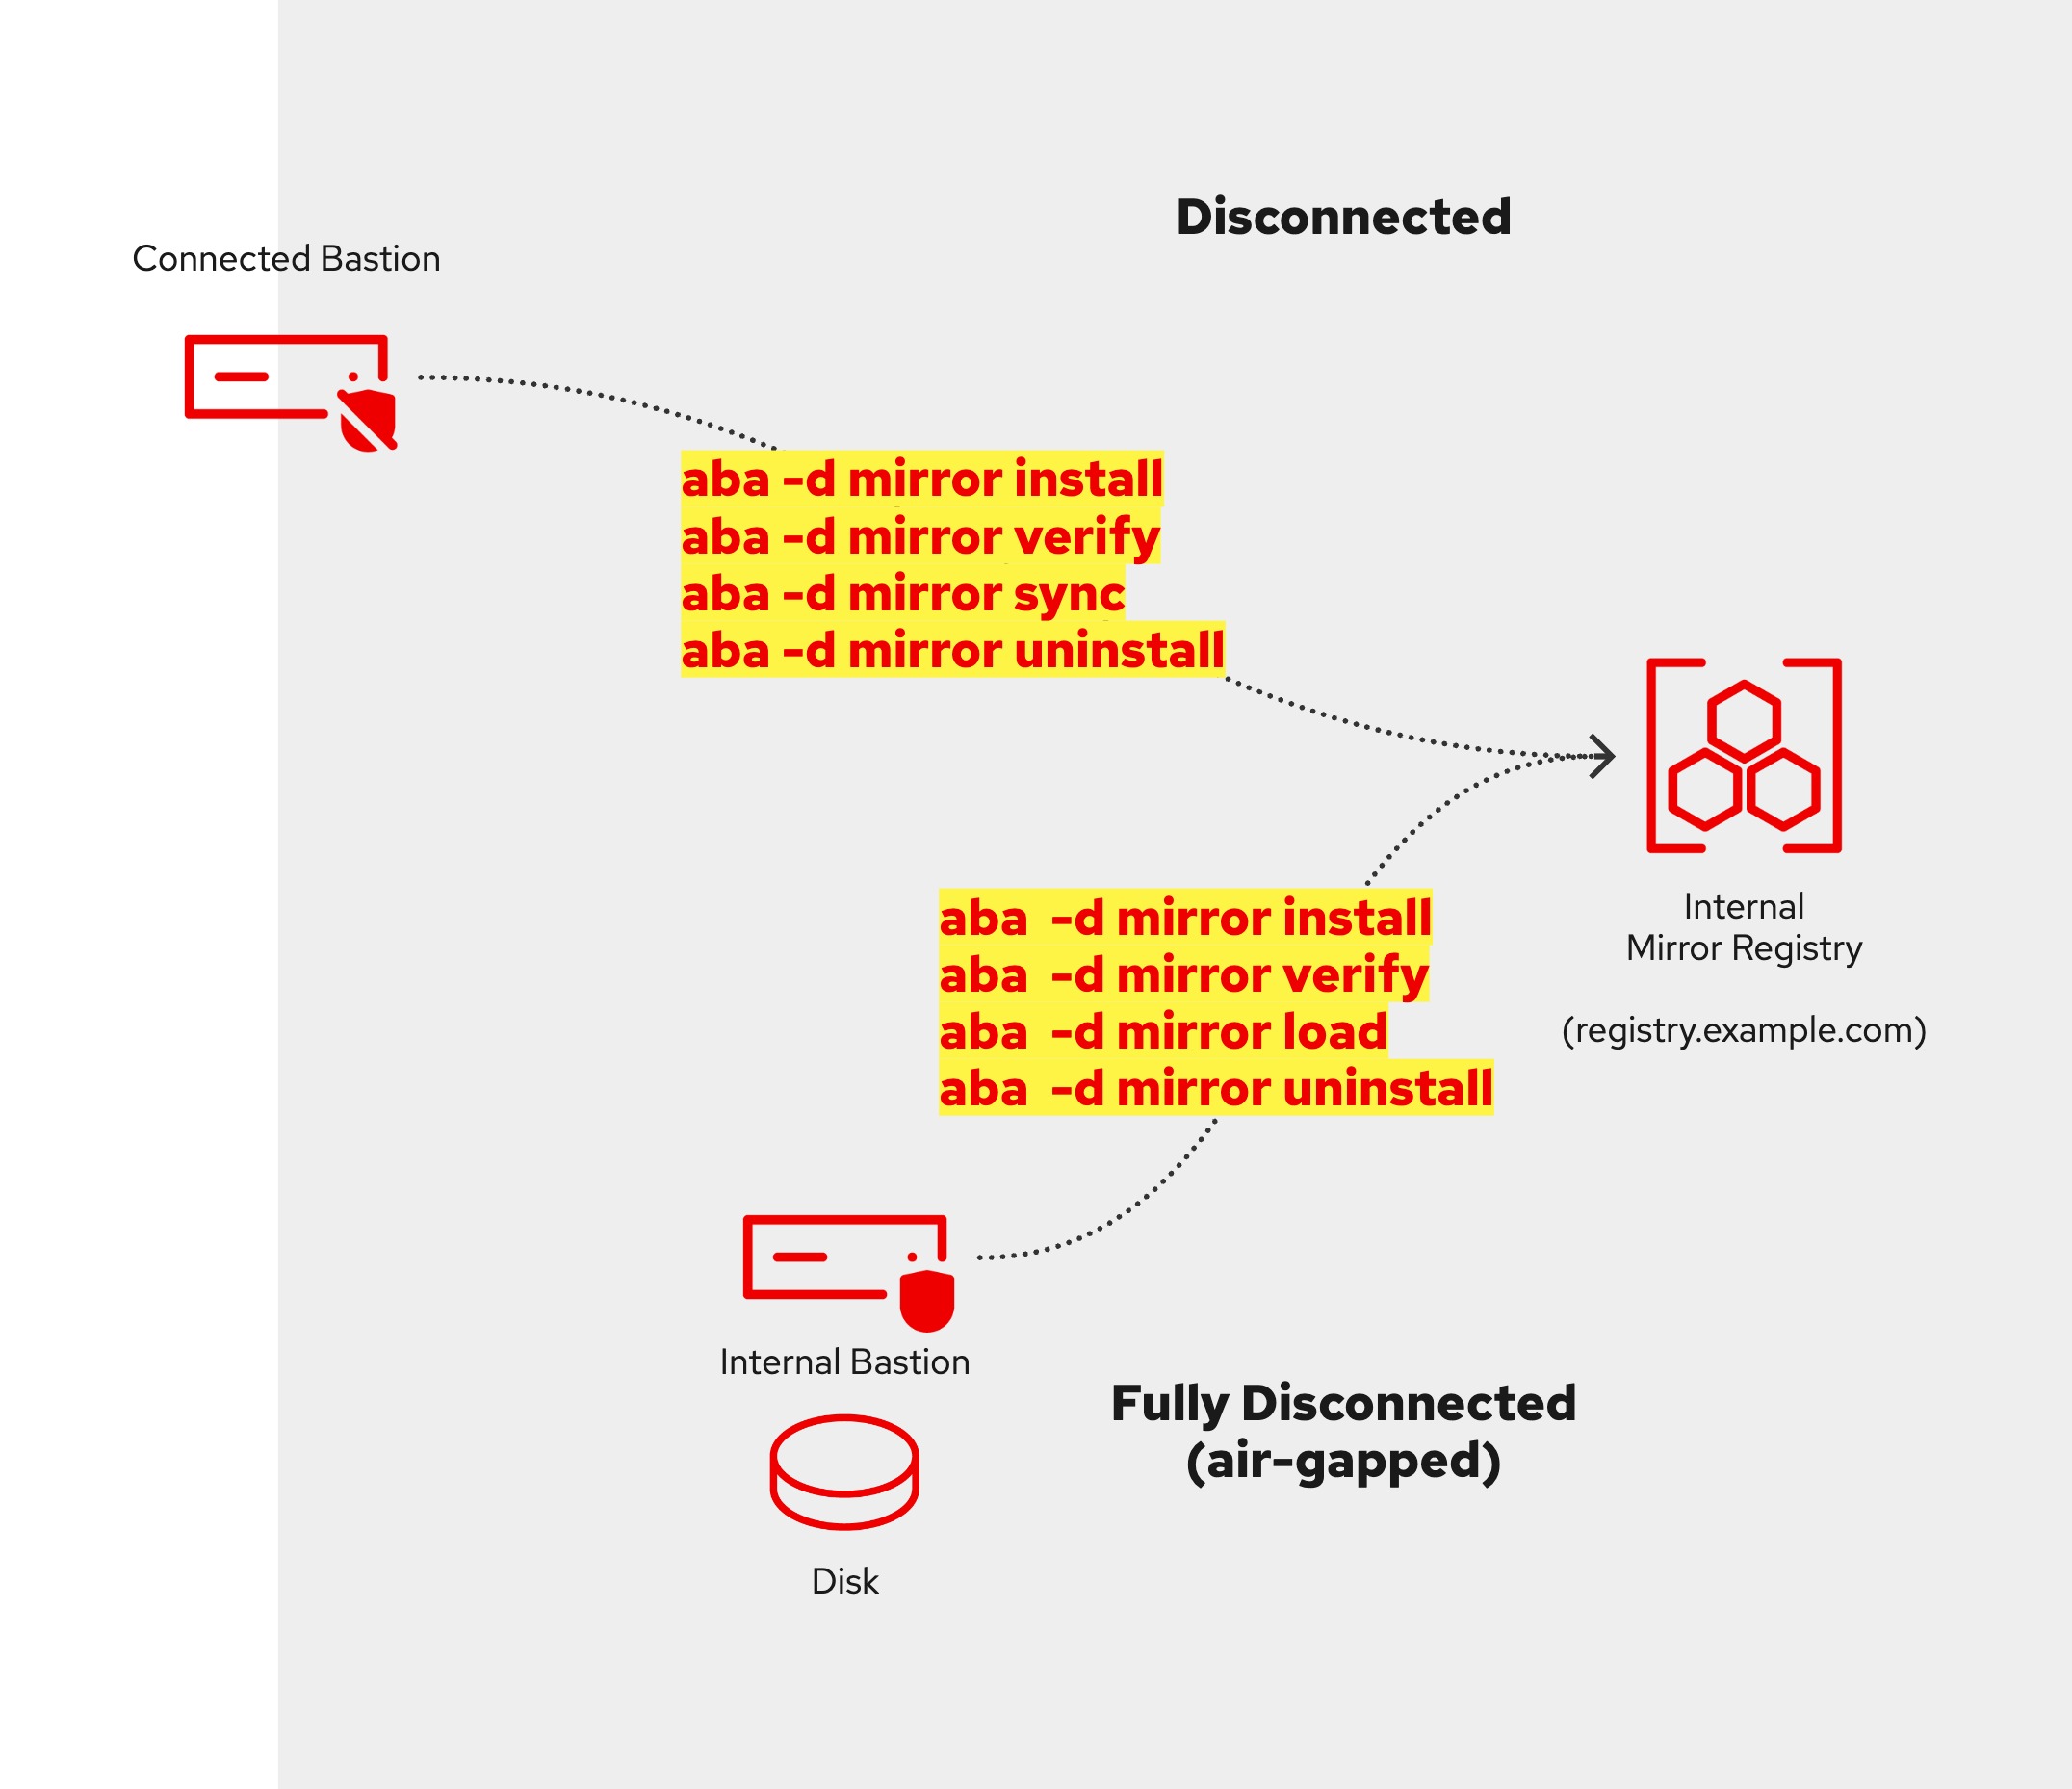 Disconnected
Connected Bastion
aba -d mirror install
aba -d mirror verify
aba -d mirror sync
aba -d mirror uninstall
aba  -d mirror install
aba  -d mirror verify
aba  -d mirror load
aba  -d mirror uninstall
Internal
Mirror Registry
(registry.example.com)
Internal Bastion
Fully Disconnected
(air-gapped)
Disk